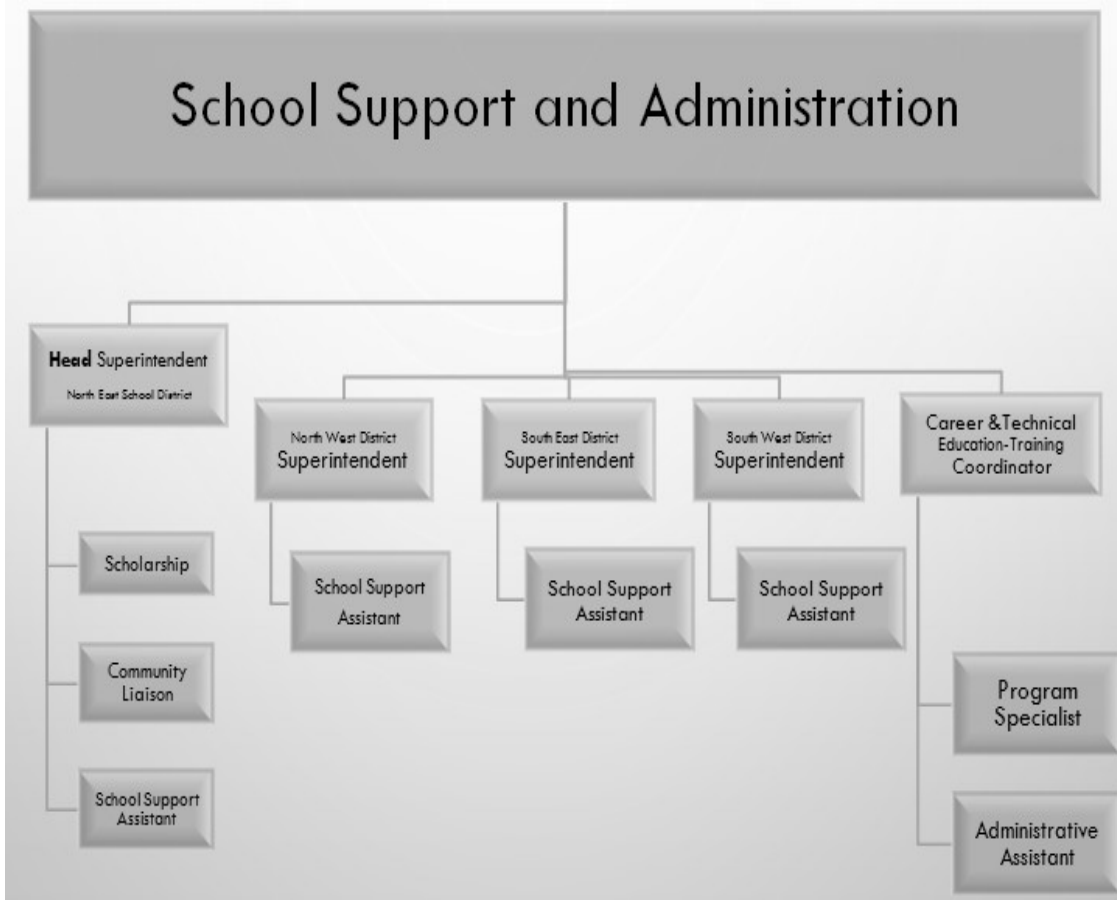 School Support and Administration
Head Superintendent
North East School District
North West District
Superintendent
South East District
Superintendent
South West District
Superintendent
Career &Technical
Education-Training
Coordinator
Scholarship
Community
Liaison
School Support
Assistant
School Support
Assistant
School Support
Assistant
School Support
Assistant
Program
Specialist
Administrative
Assistant